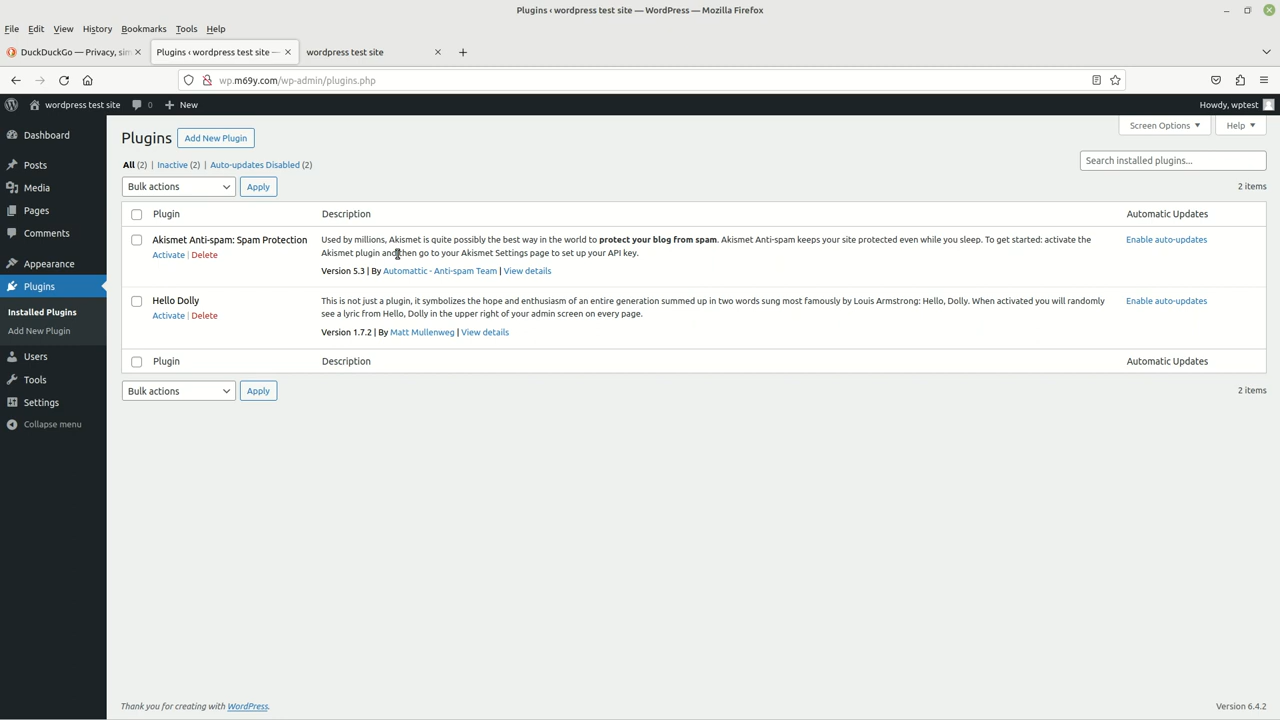 Plugins ‹ wordpress test site — WordPress — Mozilla Firefox
File Edit View History Bookmarks Tools Help
DuckDuckGo — Privacy, sim
Plugins ‹ wordpress test site —
wordpress test site
wp.m69y.com/wp-admin/plugins.php
wordpress test site 0 New Howdy, wptest
Dashboard
Posts
Media
Pages
Comments
Appearance
Plugins
Installed Plugins
Add New Plugin
Users
Tools
Settings
Collapse menu
Screen Options Help
Plugins Add New Plugin
All (2) | Inactive (2) | Auto-updates Disabled (2)
Search installed plugins...
Bulk actions Apply 2 items
Plugin Description Automatic Updates
Akismet Anti-spam: Spam Protection
Activate | Delete
Used by millions, Akismet is quite possibly the best way in the world to protect your blog from spam. Akismet Anti-spam keeps your site protected even while you sleep. To get started: activate the
Akismet plugin and then go to your Akismet Settings page to set up your API key.
Version 5.3 | By Automattic - Anti-spam Team | View details
Enable auto-updates
Hello Dolly
Activate | Delete
This is not just a plugin, it symbolizes the hope and enthusiasm of an entire generation summed up in two words sung most famously by Louis Armstrong: Hello, Dolly. When activated you will randomly
see a lyric from Hello, Dolly in the upper right of your admin screen on every page.
Version 1.7.2 | By Matt Mullenweg | View details
Enable auto-updates
Plugin Description Automatic Updates
Bulk actions Apply 2 items
Thank you for creating with WordPress. Version 6.4.2